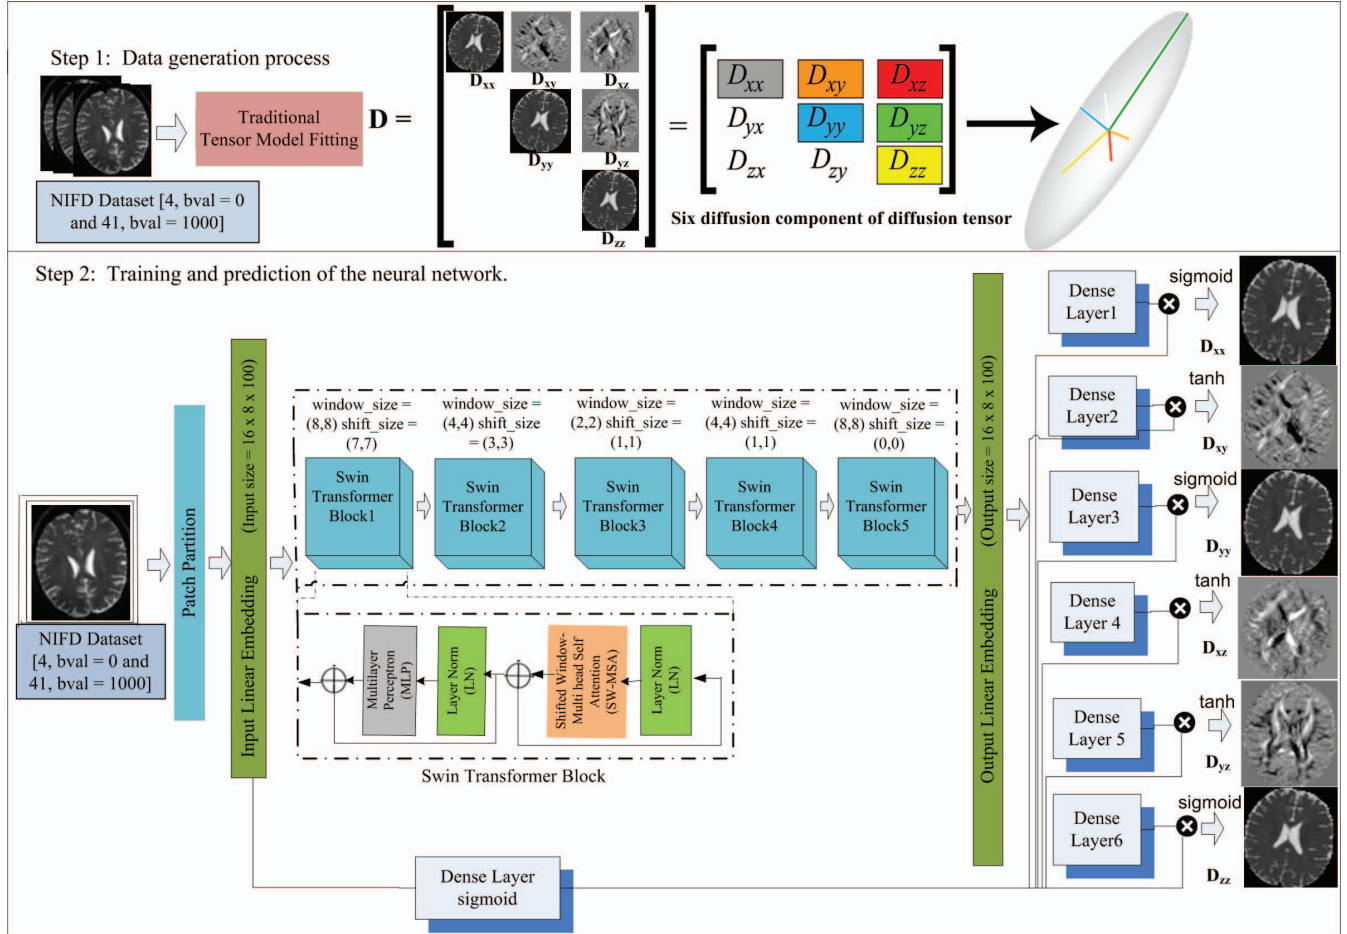 Step 1: Data generation process
Traditional
Tensor Model Fitting
NIFD Dataset [4, bval = 0
and 41, bval = 1000]
D =
Dxx
Dxy
Dxz
Dyy
Dyz
Dzz
=
Dxx Dxy Dxz
Dyx Dyy Dyz
Dzx Dzy Dzz
Six diffusion component of diffusion tensor
Step 2: Training and prediction of the neural network.
NIFD Dataset
[4, bval = 0 and
41, bval = 1000]
Patch Partition
Input Linear Embedding (Input size = 16 x 8 x 100)
window_size =
(8,8) shift_size =
(7,7)
Swin
Transformer
Block1
window_size =
(4,4) shift_size
= (3,3)
Swin
Transformer
Block2
window_size =
(2,2) shift_size =
(1,1)
Swin
Transformer
Block3
window_size =
(4,4) shift_size =
(1,1)
Swin
Transformer
Block4
window_size =
(8,8) shift_size =
(0,0)
Swin
Transformer
Block5
Multilayer
Perceptron
(MLP)
Layer Norm
(LN)
Shifted Window-
Multi head Self
Attention
(SW-MSA)
Layer Norm
(LN)
Swin Transformer Block
Dense Layer
sigmoid
Output Linear Embedding (Output size = 16 x 8 x 100)
Dense
Layer1
sigmoid
Dxx
Dense
Layer2
tanh
Dxy
Dense
Layer3
sigmoid
Dyy
Dense
Layer 4
tanh
Dxz
Dense
Layer 5
tanh
Dyz
Dense
Layer6
sigmoid
Dzz